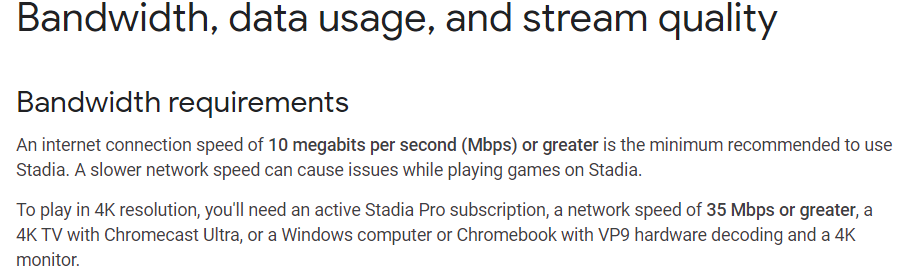 Bandwidth, data usage, and stream quality
Bandwidth requirements
An internet connection speed of 10 megabits per second (Mbps) or greater is the minimum recommended to use
Stadia. A slower network speed can cause issues while playing games on Stadia.
To play in 4K resolution, you'll need an active Stadia Pro subscription, a network speed of 35 Mbps or greater, a
4K TV with Chromecast Ultra, or a Windows computer or Chromebook with VP9 hardware decoding and a 4K
monitor.